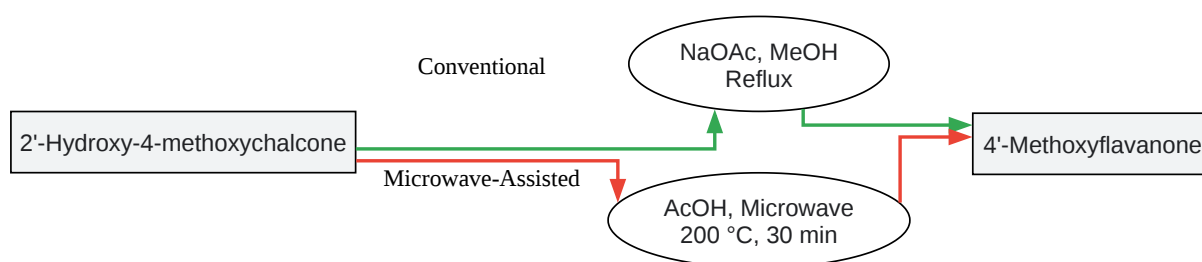 NaOAc, MeOH
Reflux
Conventional
2'-Hydroxy-4-methoxychalcone
4'-Methoxyflavanone
Microwave-Assisted
AcOH, Microwave
200 °C, 30 min